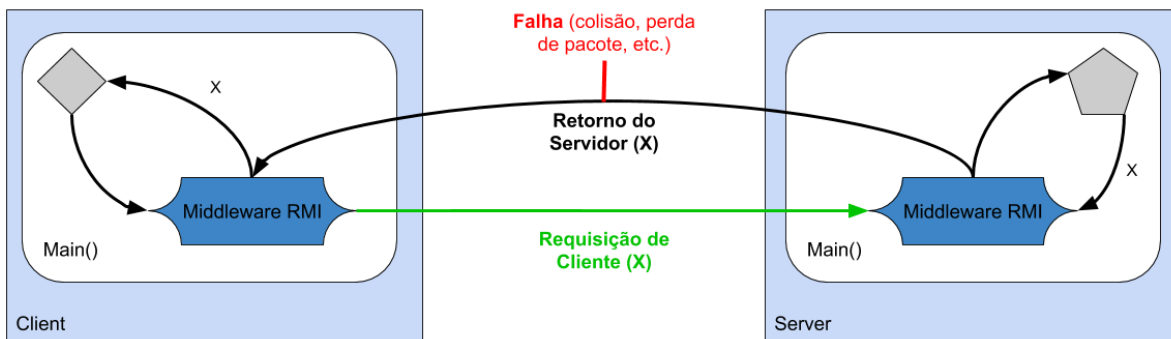 Falha (colisão, perda
de pacote, etc.)
X
Retorno do
Servidor (X)
X
Middleware RMI
Middleware RMI
Main()
Requisição de
Cliente (X)
Main()
Client
Server